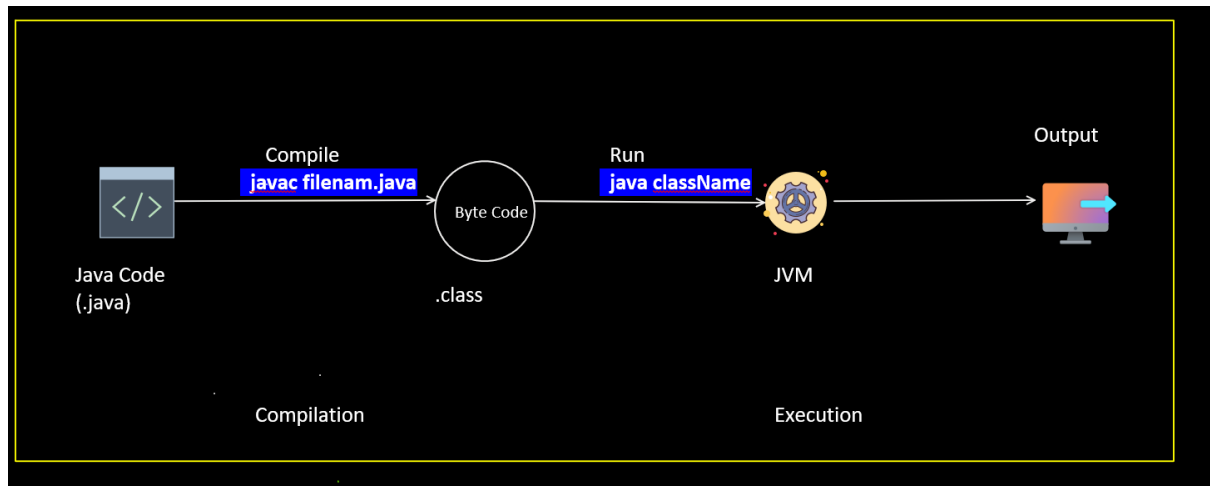 Output
Compile
javac filenam.java
Run
java className
</>
Byte Code
Java Code
(.java)
.class
JVM
Compilation
Execution